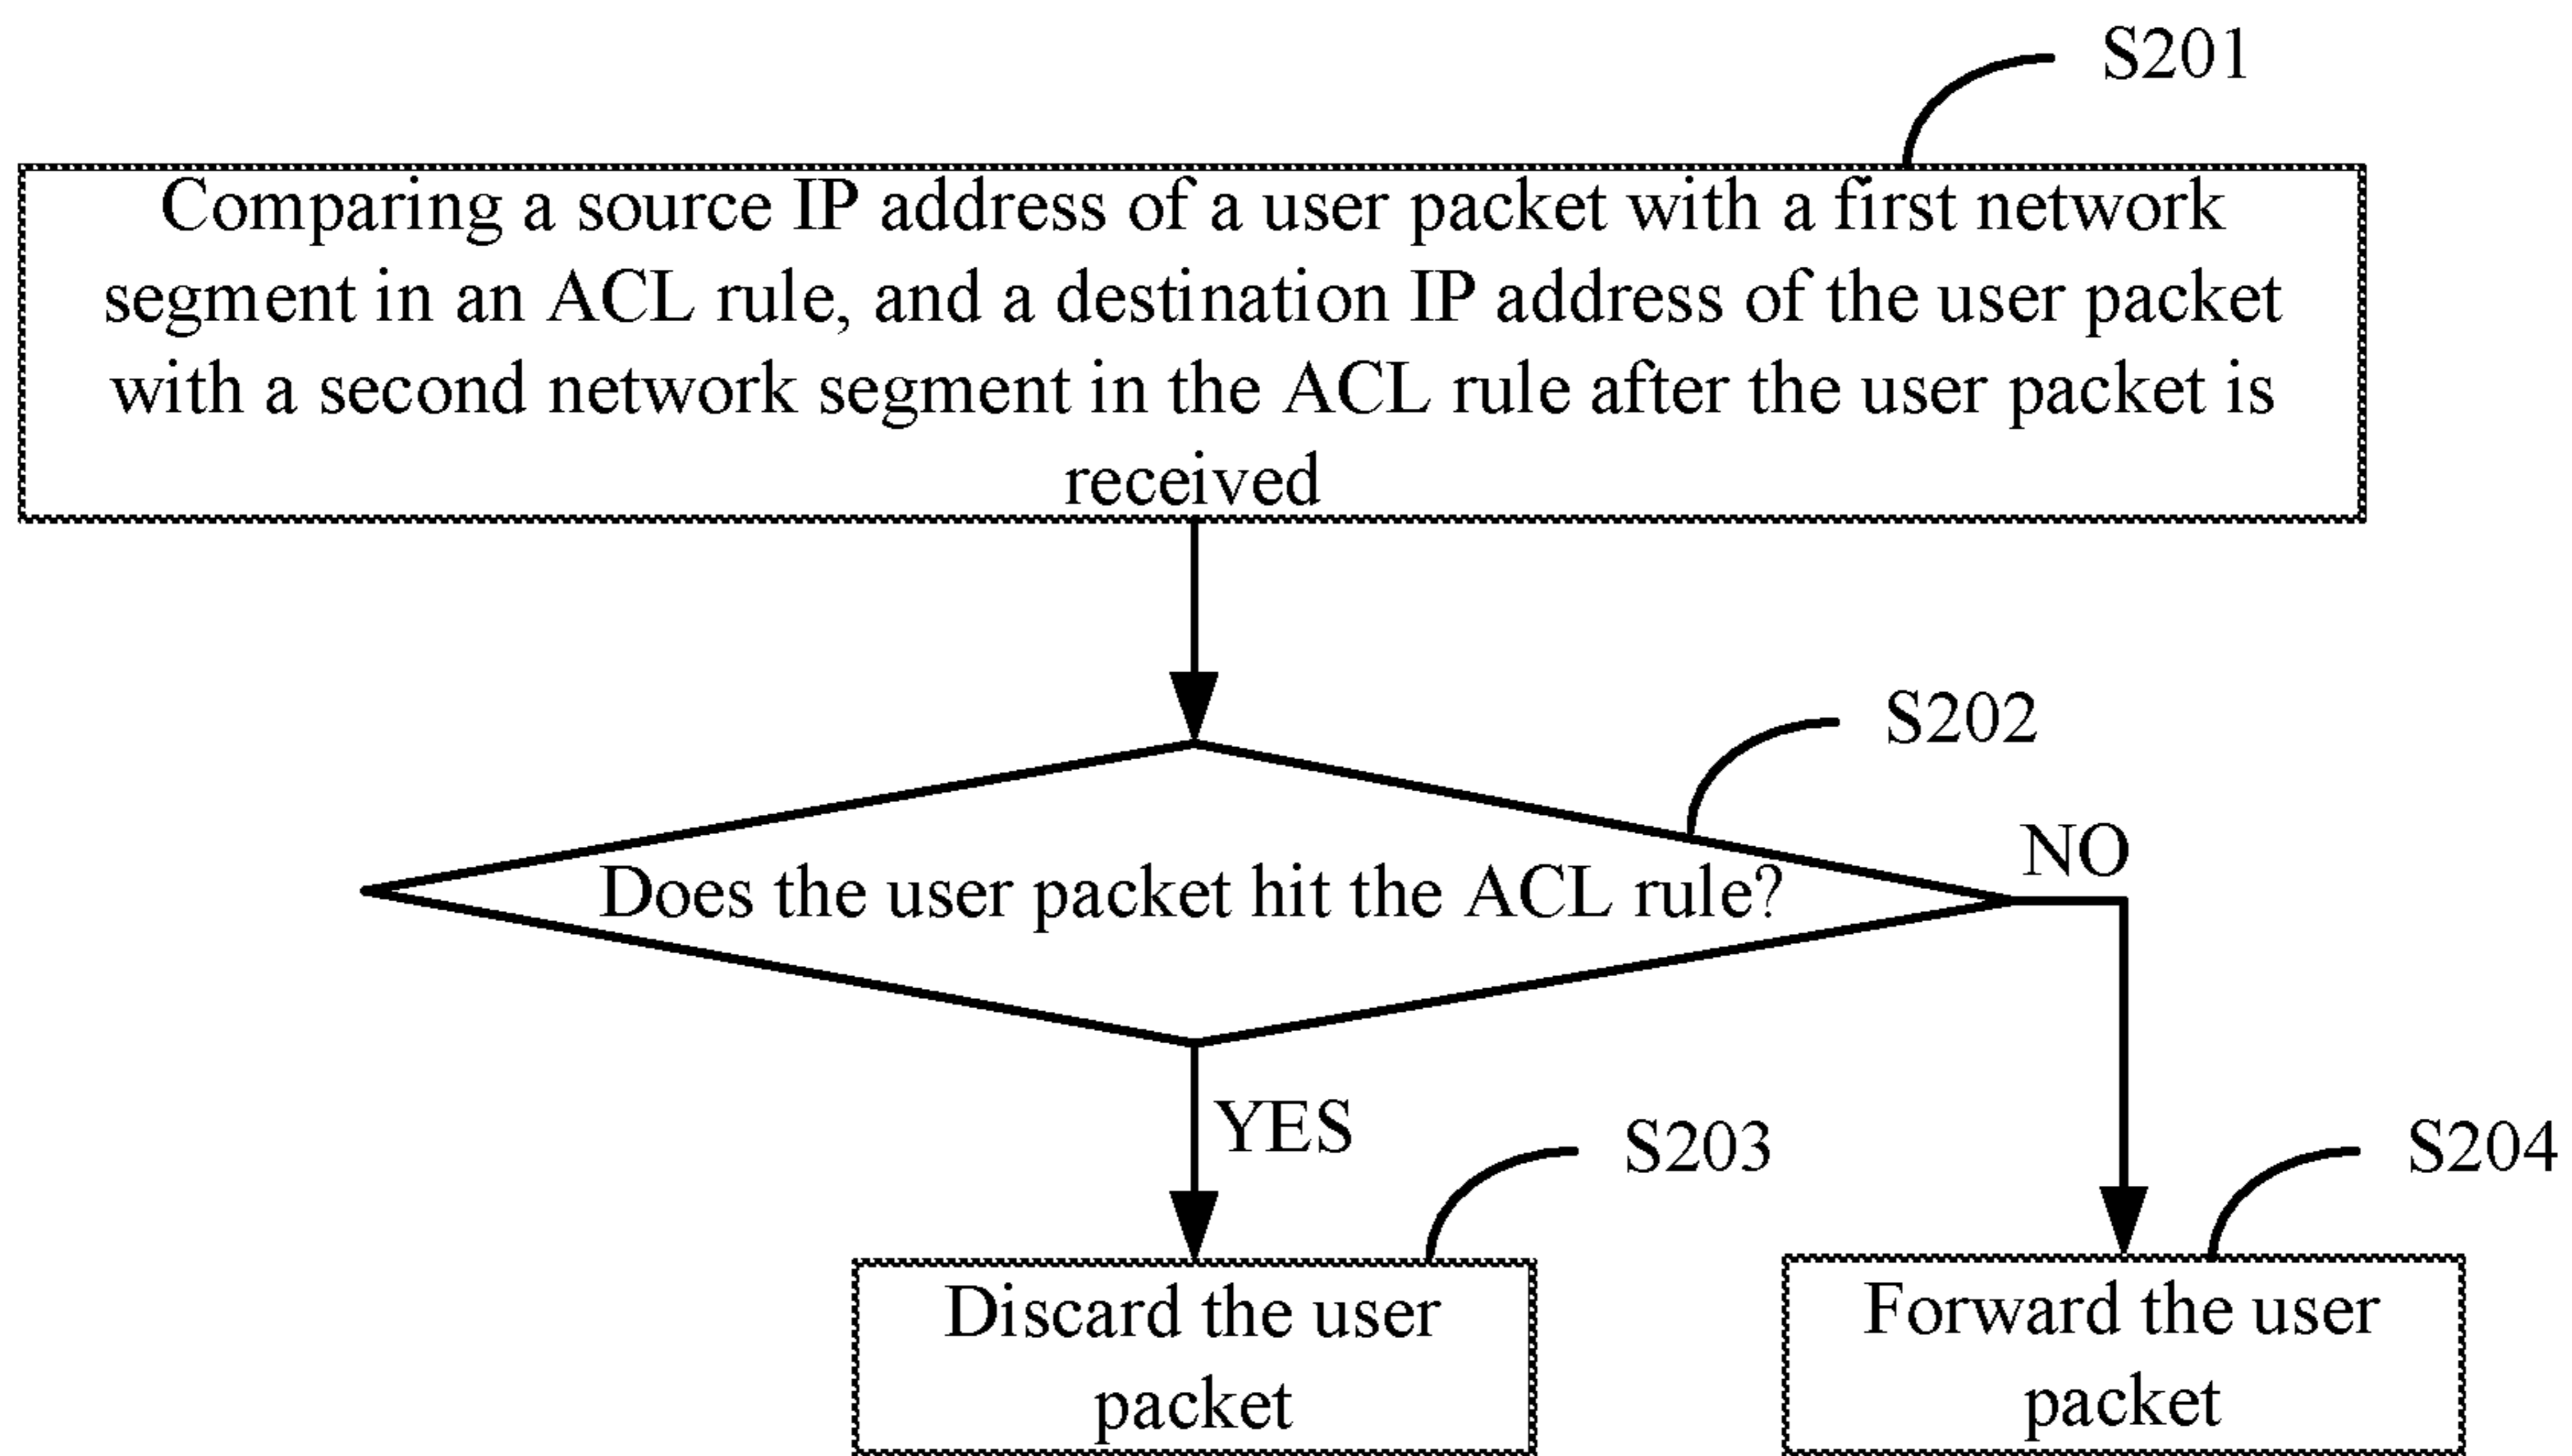 S201
Comparing a source IP address of a user packet with a first network
segment in an ACL rule, and a destination IP address of the user packet
with a second network segment in the ACL rule after the user packet is
received
S202
Does the user packet hit the ACL rule?
NO
YES
S203
S204
Discard the user
packet
Forward the user
packet